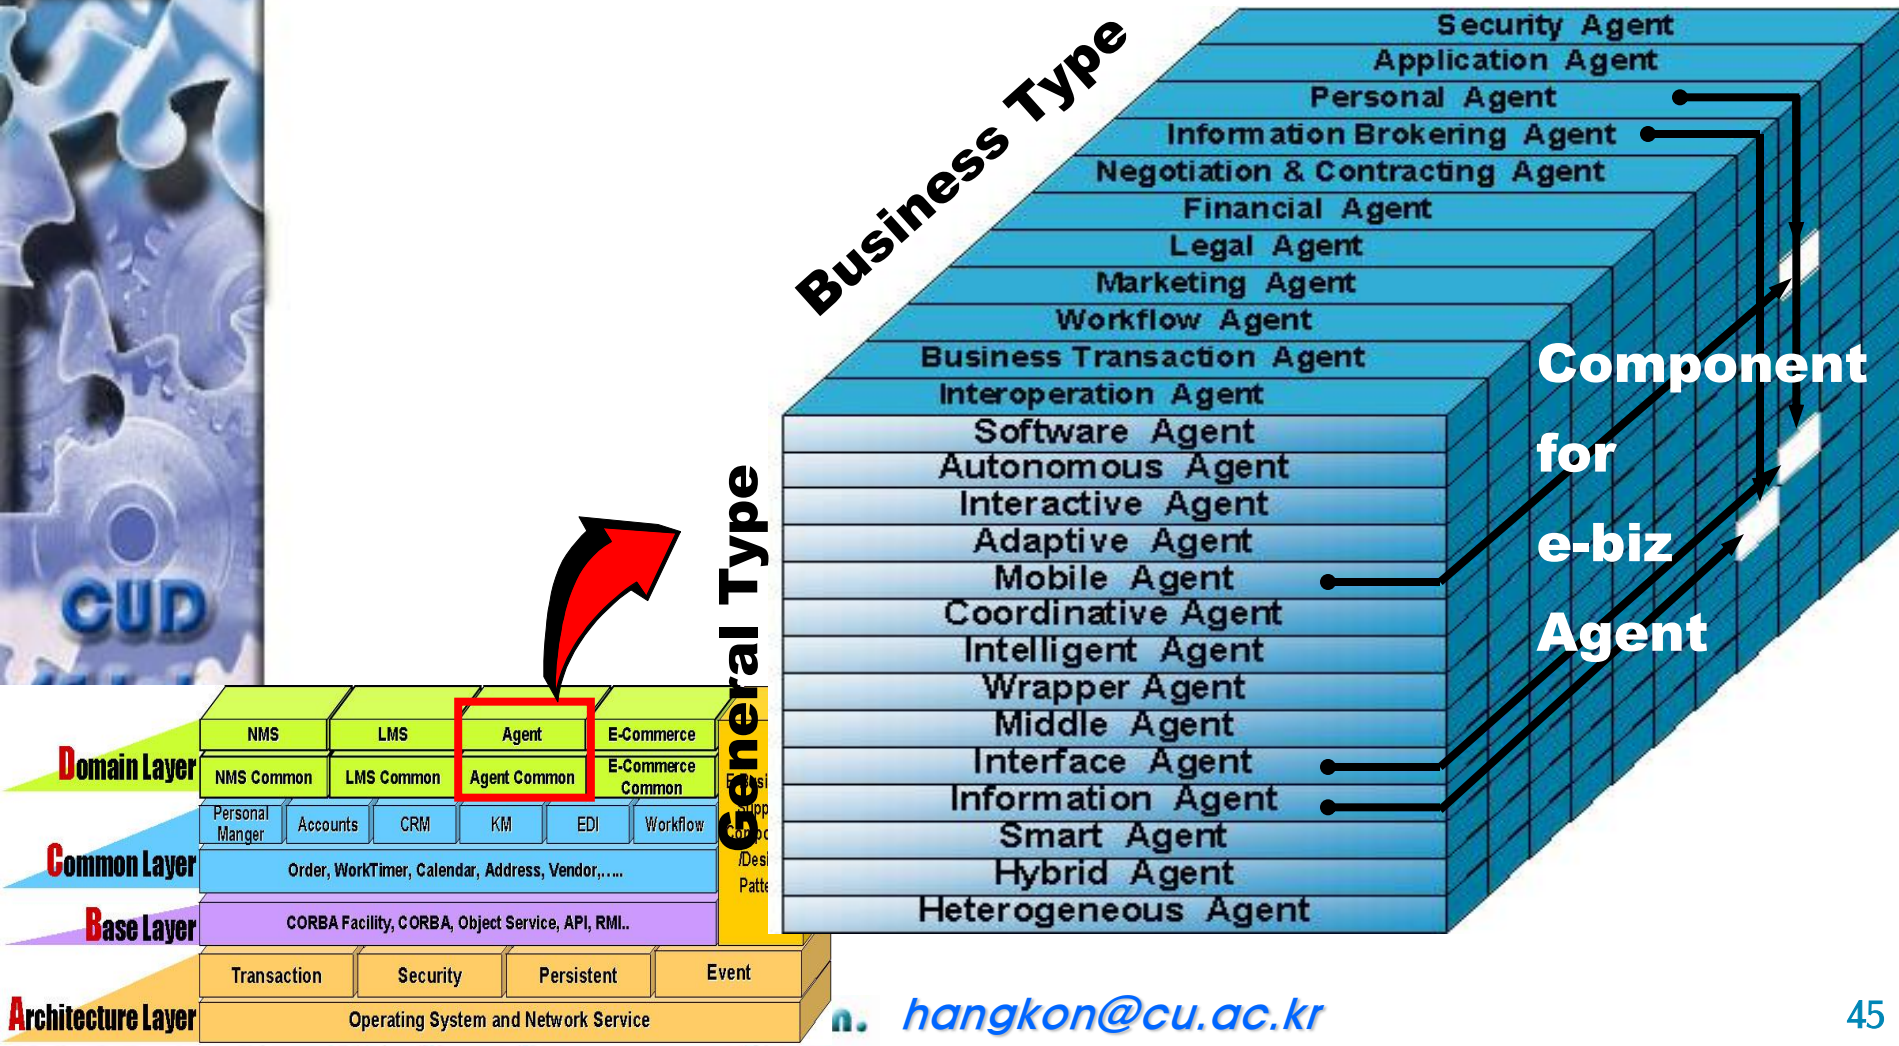 Business Type
Security Agent
Application Agent
Personal Agent
Information Brokering Agent
Negotiation & Contracting Agent
Financial Agent
Legal Agent
Marketing Agent
Workflow Agent
Business Transaction Agent
Interoperation Agent
General Type
Software Agent
Autonomous Agent
Interactive Agent
Adaptive Agent
Mobile Agent
Coordinative Agent
Intelligent Agent
Wrapper Agent
Middle Agent
Interface Agent
Information Agent
Smart Agent
Hybrid Agent
Heterogeneous Agent
Component
for
e-biz
Agent
CUD
Domain Layer
NMS
LMS
Agent
E-Commerce
NMS Common
LMS Common
Agent Common
E-Commerce
Common
Common Layer
Personal
Manger
Accounts
CRM
KM
EDI
Workflow
Order, WorkTimer, Calendar, Address, Vendor,.....
/Desi
Patte
Base Layer
CORBA Facility, CORBA, Object Service, API, RMI..
Architecture Layer
Transaction
Security
Persistent
Event
Operating System and Network Service
n.
hangkon@cu.ac.kr
45